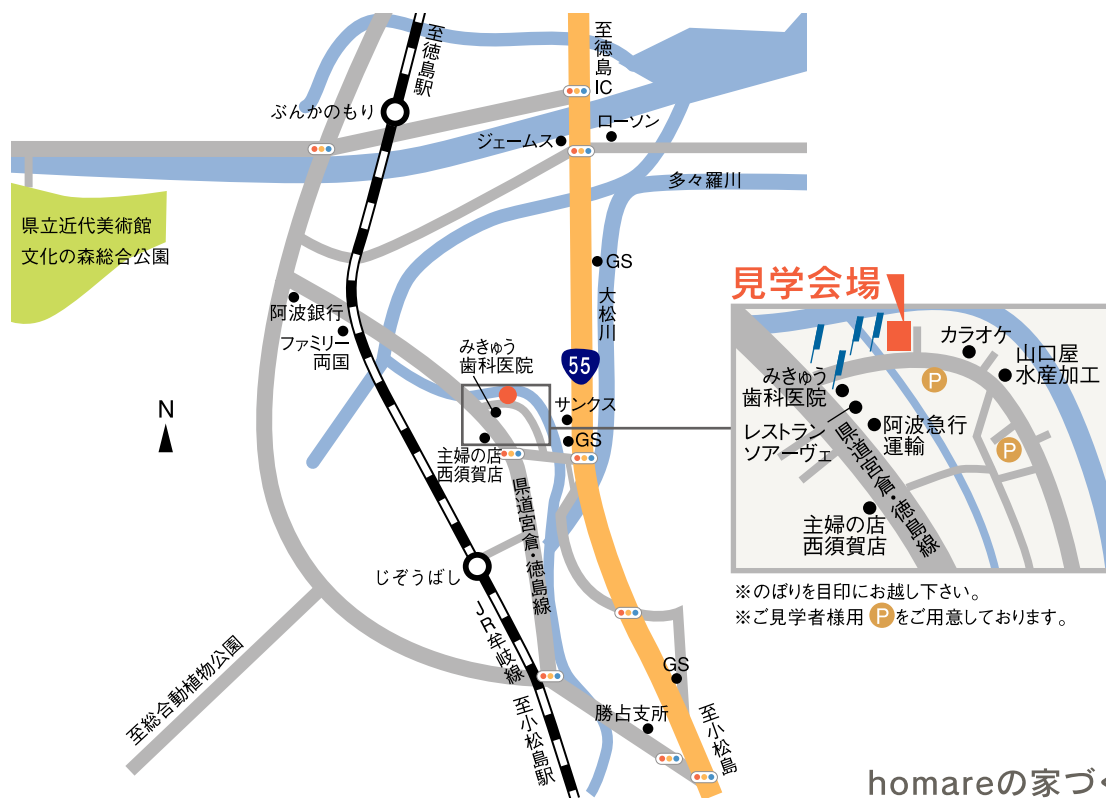 至徳島駅
至徳島IC
ぶんかのもり
ローソン
ジェームス
多々羅川
県立近代美術館
文化の森総合公園
GS
大松川
阿波銀行
ファミリー
両国
みきゅう
歯科医院
55
サンクス
GS
主婦の店
西須賀店
N
県道宮倉・徳島線
じぞうばし
JR牟岐線
至小松島駅
至総合動植物公園
GS
勝占支所
至小松島
見学会場
カラオケ
山口屋
水産加工
P
みきゅう
歯科医院
レストラン
ソアーヴェ
阿波急行
運輸
P
県道宮倉・徳島線
主婦の店
西須賀店
※のぼりを目印にお越し下さい。
※ご見学者様用 P をご用意しております。
homareの家づ